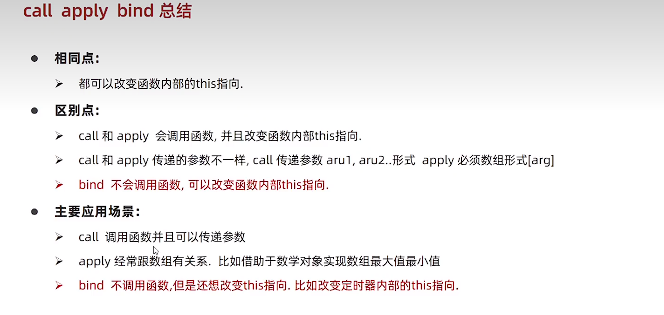 call apply bind 总结
相同点:
都可以改变函数内部的this指向.
区别点:
call 和 apply 会调用函数, 并且改变函数内部this指向.
call 和 apply 传递的参数不一样, call 传递参数 aru1, aru2..形式 apply 必须数组形式[arg]
bind 不会调用函数, 可以改变函数内部this指向.
主要应用场景:
call 调用函数并且可以传递参数
apply 经常跟数组有关系. 比如借助于数学对象实现数组最大值最小值
bind 不调用函数,但是还想改变this指向. 比如改变定时器内部的this指向.